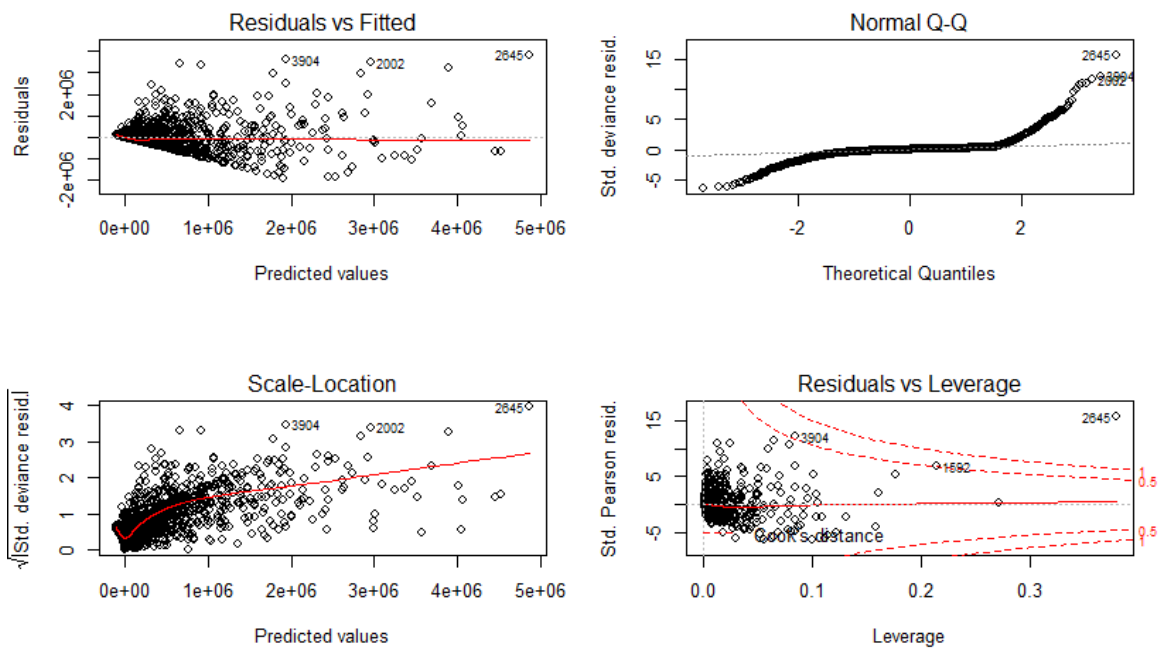 Residuals vs Fitted
Residuals
2e+06
-2e+06
3904
2002
2645
0e+00 1e+06 2e+06 3e+06 4e+06 5e+06
Predicted values
Normal Q-Q
Std. deviance resid.
15
5
0
-5
2645
3904
2002
-2 0 2
Theoretical Quantiles
Scale-Location
√|Std. deviance resid.|
4
3
2
1
0
3904
2002
2645
0e+00 1e+06 2e+06 3e+06 4e+06 5e+06
Predicted values
Residuals vs Leverage
Std. Pearson resid.
15
5
-5
2645
3904
1592
1
0.5
0.5
1
Cook's distance
0.0 0.1 0.2 0.3
Leverage